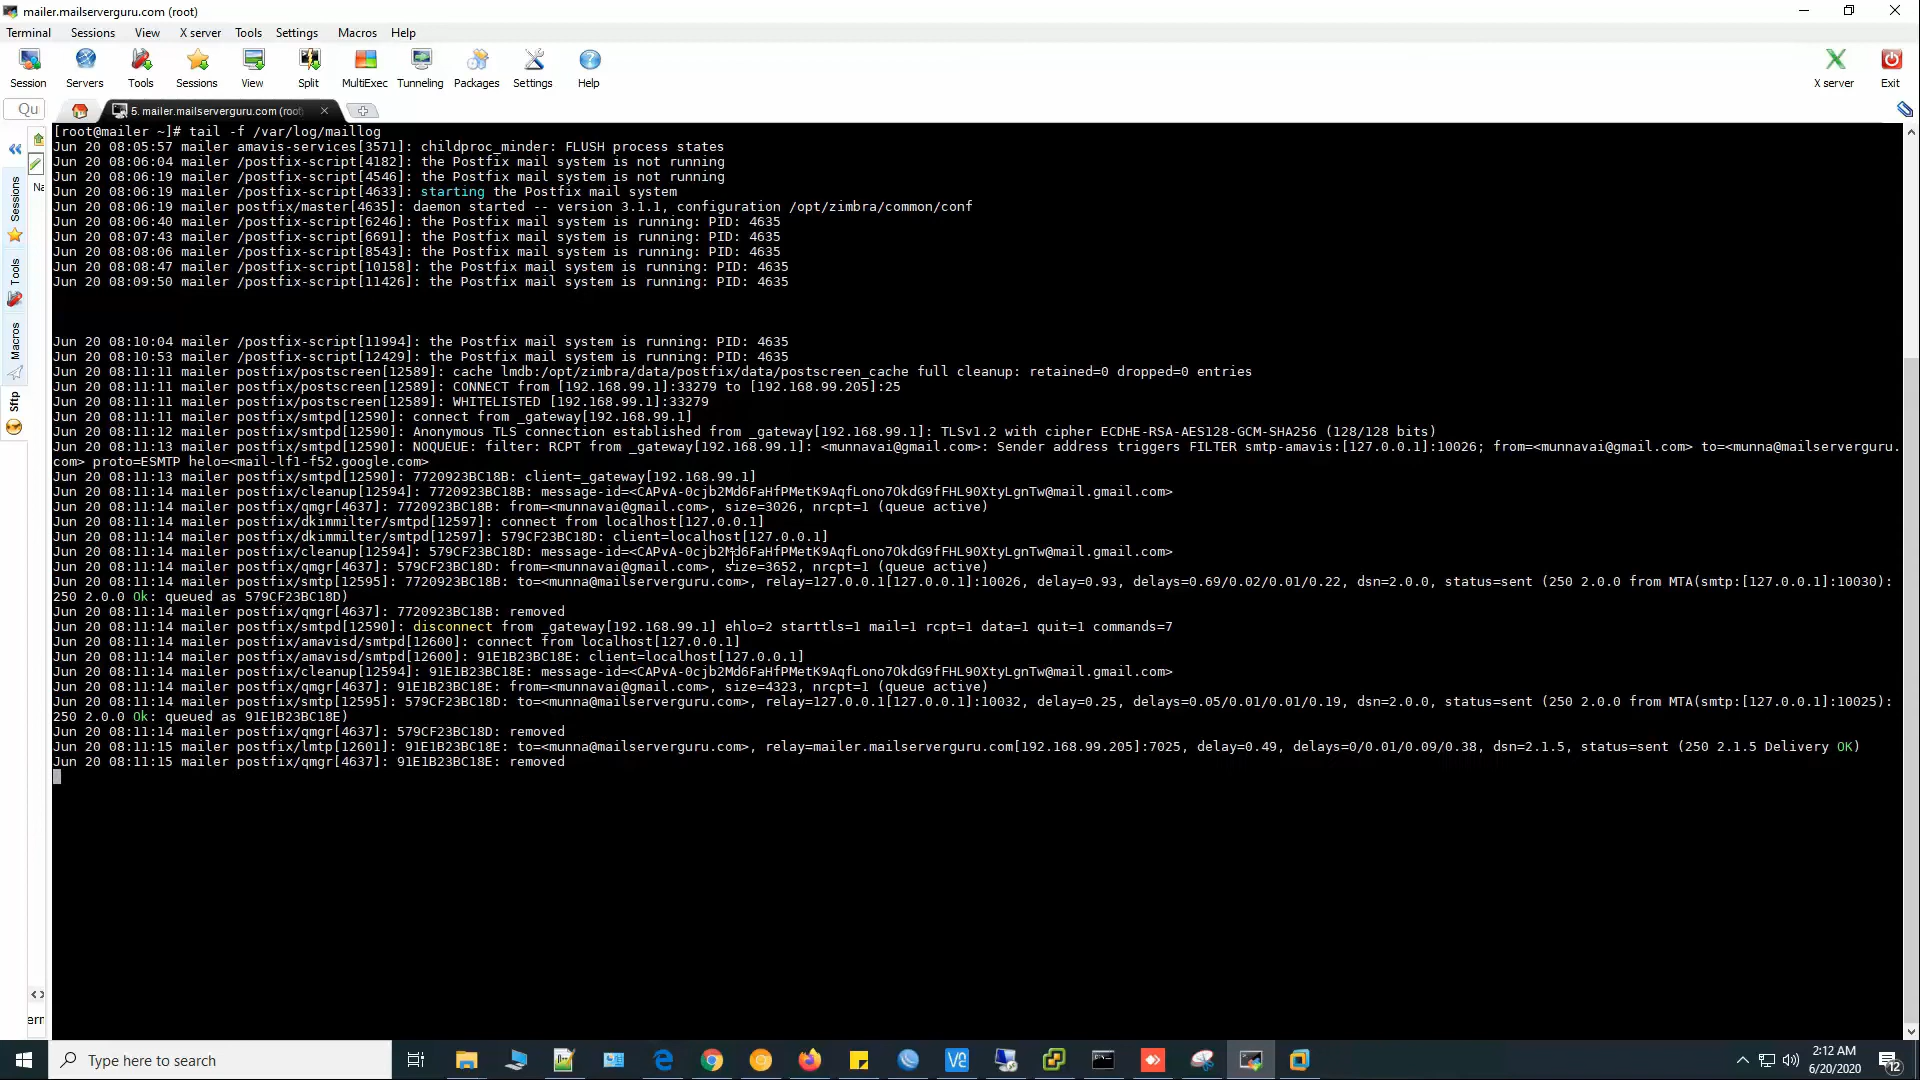 mailer.mailserverguru.com (root)
Terminal Sessions View X server Tools Settings Macros Help
Session Servers Tools Sessions View Split MultiExec Tunneling Packages Settings Help X server Exit
Qu
5. mailer.mailserverguru.com (root
[root@mailer ~]# tail -f /var/log/maillog
Jun 20 08:05:57 mailer amavis-services[3571]: childproc_minder: FLUSH process states
Jun 20 08:06:04 mailer /postfix-script[4182]: the Postfix mail system is not running
Jun 20 08:06:19 mailer /postfix-script[4546]: the Postfix mail system is not running
Jun 20 08:06:19 mailer /postfix-script[4633]: starting the Postfix mail system
Jun 20 08:06:19 mailer postfix/master[4635]: daemon started -- version 3.1.1, configuration /opt/zimbra/common/conf
Jun 20 08:06:40 mailer /postfix-script[6246]: the Postfix mail system is running: PID: 4635
Jun 20 08:07:43 mailer /postfix-script[6691]: the Postfix mail system is running: PID: 4635
Jun 20 08:08:06 mailer /postfix-script[8543]: the Postfix mail system is running: PID: 4635
Jun 20 08:08:47 mailer /postfix-script[10158]: the Postfix mail system is running: PID: 4635
Jun 20 08:09:50 mailer /postfix-script[11426]: the Postfix mail system is running: PID: 4635
Jun 20 08:10:04 mailer /postfix-script[11994]: the Postfix mail system is running: PID: 4635
Jun 20 08:10:53 mailer /postfix-script[12429]: the Postfix mail system is running: PID: 4635
Jun 20 08:11:11 mailer postfix/postscreen[12589]: cache lmdb:/opt/zimbra/data/postfix/data/postscreen_cache full cleanup: retained=0 dropped=0 entries
Jun 20 08:11:11 mailer postfix/postscreen[12589]: CONNECT from [192.168.99.1]:33279 to [192.168.99.205]:25
Jun 20 08:11:11 mailer postfix/postscreen[12589]: WHITELISTED [192.168.99.1]:33279
Jun 20 08:11:11 mailer postfix/smtpd[12590]: connect from _gateway[192.168.99.1]
Jun 20 08:11:12 mailer postfix/smtpd[12590]: Anonymous TLS connection established from _gateway[192.168.99.1]: TLSv1.2 with cipher ECDHE-RSA-AES128-GCM-SHA256 (128/128 bits)
Jun 20 08:11:13 mailer postfix/smtpd[12590]: NOQUEUE: filter: RCPT from _gateway[192.168.99.1]: <munnavai@gmail.com>: Sender address triggers FILTER smtp-amavis:[127.0.0.1]:10026; from=<munnavai@gmail.com> to=<munna@mailserverguru.
com> proto=ESMTP helo=<mail-lf1-f52.google.com>
Jun 20 08:11:13 mailer postfix/smtpd[12590]: 7720923BC18B: client=_gateway[192.168.99.1]
Jun 20 08:11:14 mailer postfix/cleanup[12594]: 7720923BC18B: message-id=<CAPvA-0cjb2Md6FaHfPMetK9AqfLono7OkdG9fFHL90XtyLgnTw@mail.gmail.com>
Jun 20 08:11:14 mailer postfix/qmgr[4637]: 7720923BC18B: from=<munnavai@gmail.com>, size=3026, nrcpt=1 (queue active)
Jun 20 08:11:14 mailer postfix/dkimmilter/smtpd[12597]: connect from localhost[127.0.0.1]
Jun 20 08:11:14 mailer postfix/dkimmilter/smtpd[12597]: 579CF23BC18D: client=localhost[127.0.0.1]
Jun 20 08:11:14 mailer postfix/cleanup[12594]: 579CF23BC18D: message-id=<CAPvA-0cjb2Md6FaHfPMetK9AqfLono7OkdG9fFHL90XtyLgnTw@mail.gmail.com>
Jun 20 08:11:14 mailer postfix/qmgr[4637]: 579CF23BC18D: from=<munnavai@gmail.com>, size=3652, nrcpt=1 (queue active)
Jun 20 08:11:14 mailer postfix/smtp[12595]: 7720923BC18B: to=<munna@mailserverguru.com>, relay=127.0.0.1[127.0.0.1]:10026, delay=0.93, delays=0.69/0.02/0.01/0.22, dsn=2.0.0, status=sent (250 2.0.0 from MTA(smtp:[127.0.0.1]:10030):
250 2.0.0 Ok: queued as 579CF23BC18D)
Jun 20 08:11:14 mailer postfix/qmgr[4637]: 7720923BC18B: removed
Jun 20 08:11:14 mailer postfix/smtpd[12590]: disconnect from _gateway[192.168.99.1] ehlo=2 starttls=1 mail=1 rcpt=1 data=1 quit=1 commands=7
Jun 20 08:11:14 mailer postfix/amavisd/smtpd[12600]: connect from localhost[127.0.0.1]
Jun 20 08:11:14 mailer postfix/amavisd/smtpd[12600]: 91E1B23BC18E: client=localhost[127.0.0.1]
Jun 20 08:11:14 mailer postfix/cleanup[12594]: 91E1B23BC18E: message-id=<CAPvA-0cjb2Md6FaHfPMetK9AqfLono7OkdG9fFHL90XtyLgnTw@mail.gmail.com>
Jun 20 08:11:14 mailer postfix/qmgr[4637]: 91E1B23BC18E: from=<munnavai@gmail.com>, size=4323, nrcpt=1 (queue active)
Jun 20 08:11:14 mailer postfix/smtp[12595]: 579CF23BC18D: to=<munna@mailserverguru.com>, relay=127.0.0.1[127.0.0.1]:10032, delay=0.25, delays=0.05/0.01/0.01/0.19, dsn=2.0.0, status=sent (250 2.0.0 from MTA(smtp:[127.0.0.1]:10025):
250 2.0.0 Ok: queued as 91E1B23BC18E)
Jun 20 08:11:14 mailer postfix/qmgr[4637]: 579CF23BC18D: removed
Jun 20 08:11:15 mailer postfix/lmtp[12601]: 91E1B23BC18E: to=<munna@mailserverguru.com>, relay=mailer.mailserverguru.com[192.168.99.205]:7025, delay=0.49, delays=0/0.01/0.09/0.38, dsn=2.1.5, status=sent (250 2.1.5 Delivery OK)
Jun 20 08:11:15 mailer postfix/qmgr[4637]: 91E1B23BC18E: removed
Sessions
Tools
Macros
Sftp
Na
Type here to search
2:12 AM
6/20/2020
12